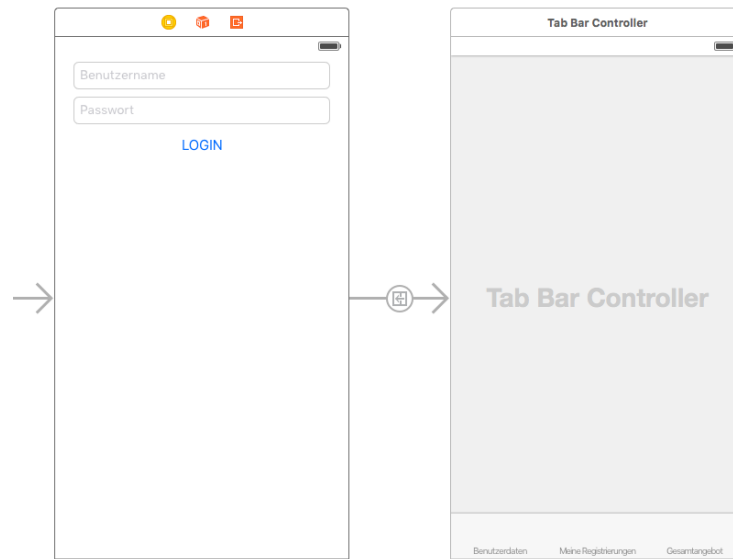 Tab Bar Controller
Benutzername
Passwort
LOGIN
Tab Bar Controller
Benutzerdaten Meine Registrierungen Gesamtangebot